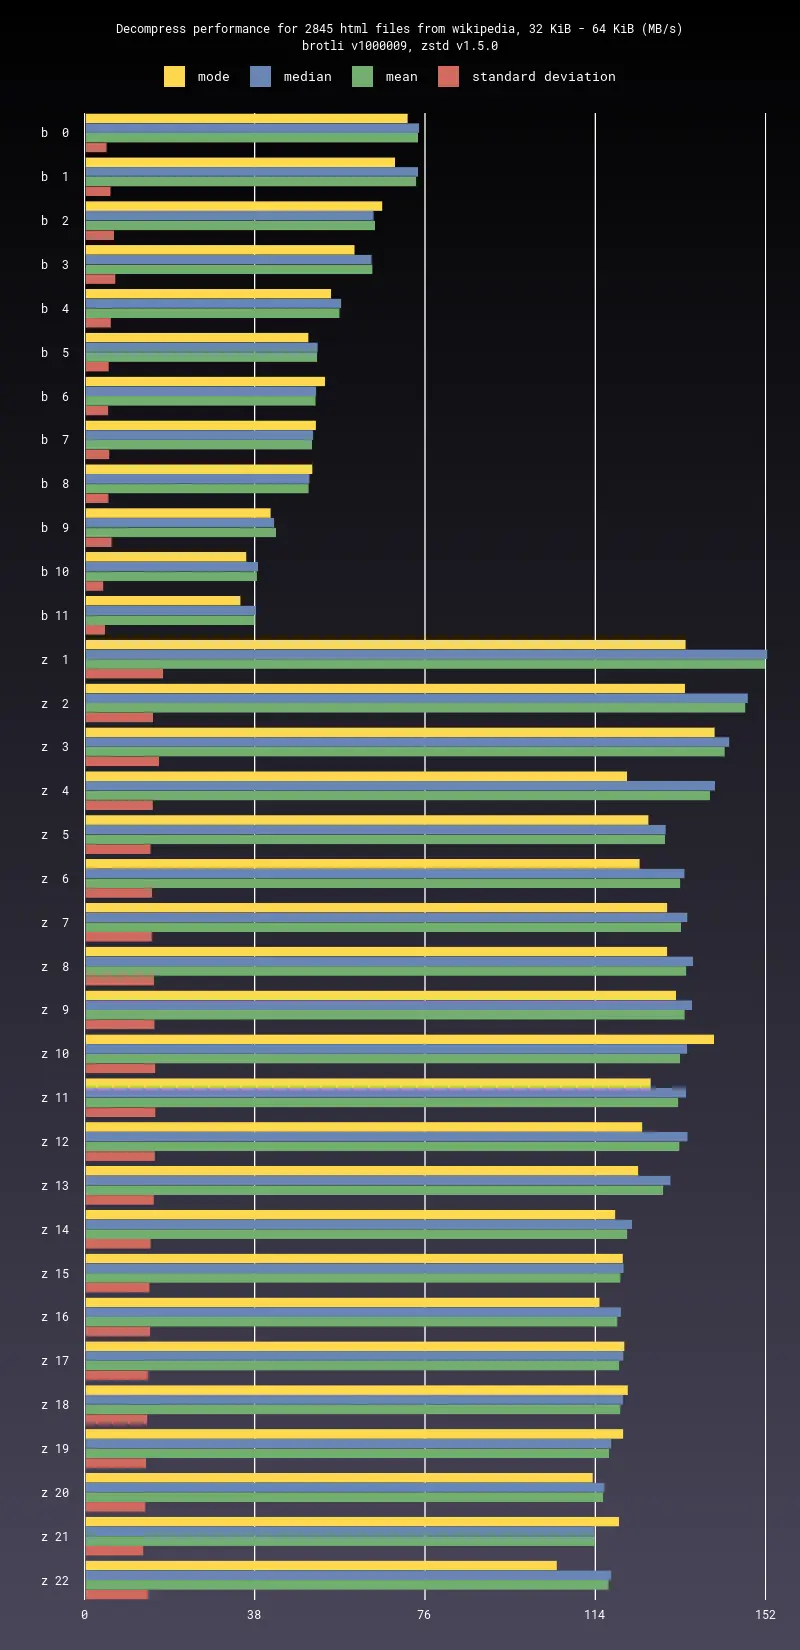 Decompress performance for 2845 html files from wikipedia, 32 KiB - 64 KiB (MB/s)
brotli v1000009, zstd v1.5.0
mode median mean standard deviation
b 0
b 1
b 2
b 3
b 4
b 5
b 6
b 7
b 8
b 9
b 10
b 11
z 1
z 2
z 3
z 4
z 5
z 6
z 7
z 8
z 9
z 10
z 11
z 12
z 13
z 14
z 15
z 16
z 17
z 18
z 19
z 20
z 21
z 22
0 38 76 114 152